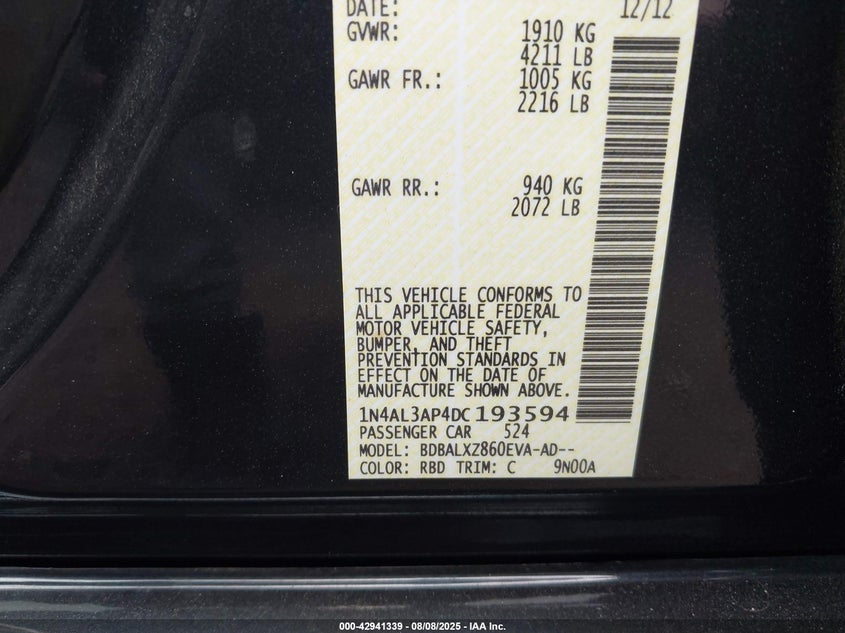 DATE: 12/12
GVWR: 1910 KG
4211 LB
GAWR FR.: 1005 KG
2216 LB
GAWR RR.: 940 KG
2072 LB
THIS VEHICLE CONFORMS TO
ALL APPLICABLE FEDERAL
MOTOR VEHICLE SAFETY,
BUMPER, AND THEFT
PREVENTION STANDARDS IN
EFFECT ON THE DATE OF
MANUFACTURE SHOWN ABOVE.
1N4AL3AP4DC193594
PASSENGER CAR 524
MODEL: BDBALXZ860EVA-AD--
COLOR: RBD TRIM: C 9N00A
000-42941339 - 08/08/2025 - IAA Inc.